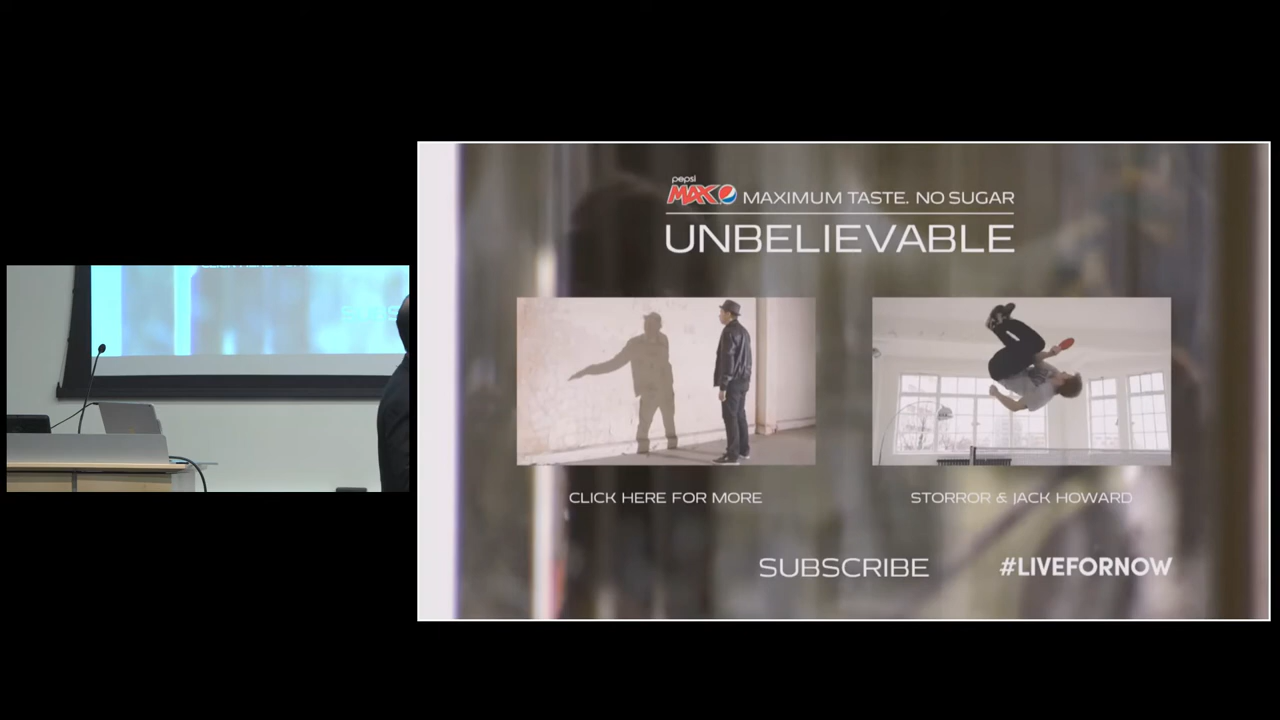 pepsi
MAX MAXIMUM TASTE. NO SUGAR
UNBELIEVABLE
CLICK HERE FOR MORE
STORROR & JACK HOWARD
SUBSCRIBE
#LIVEFORNOW